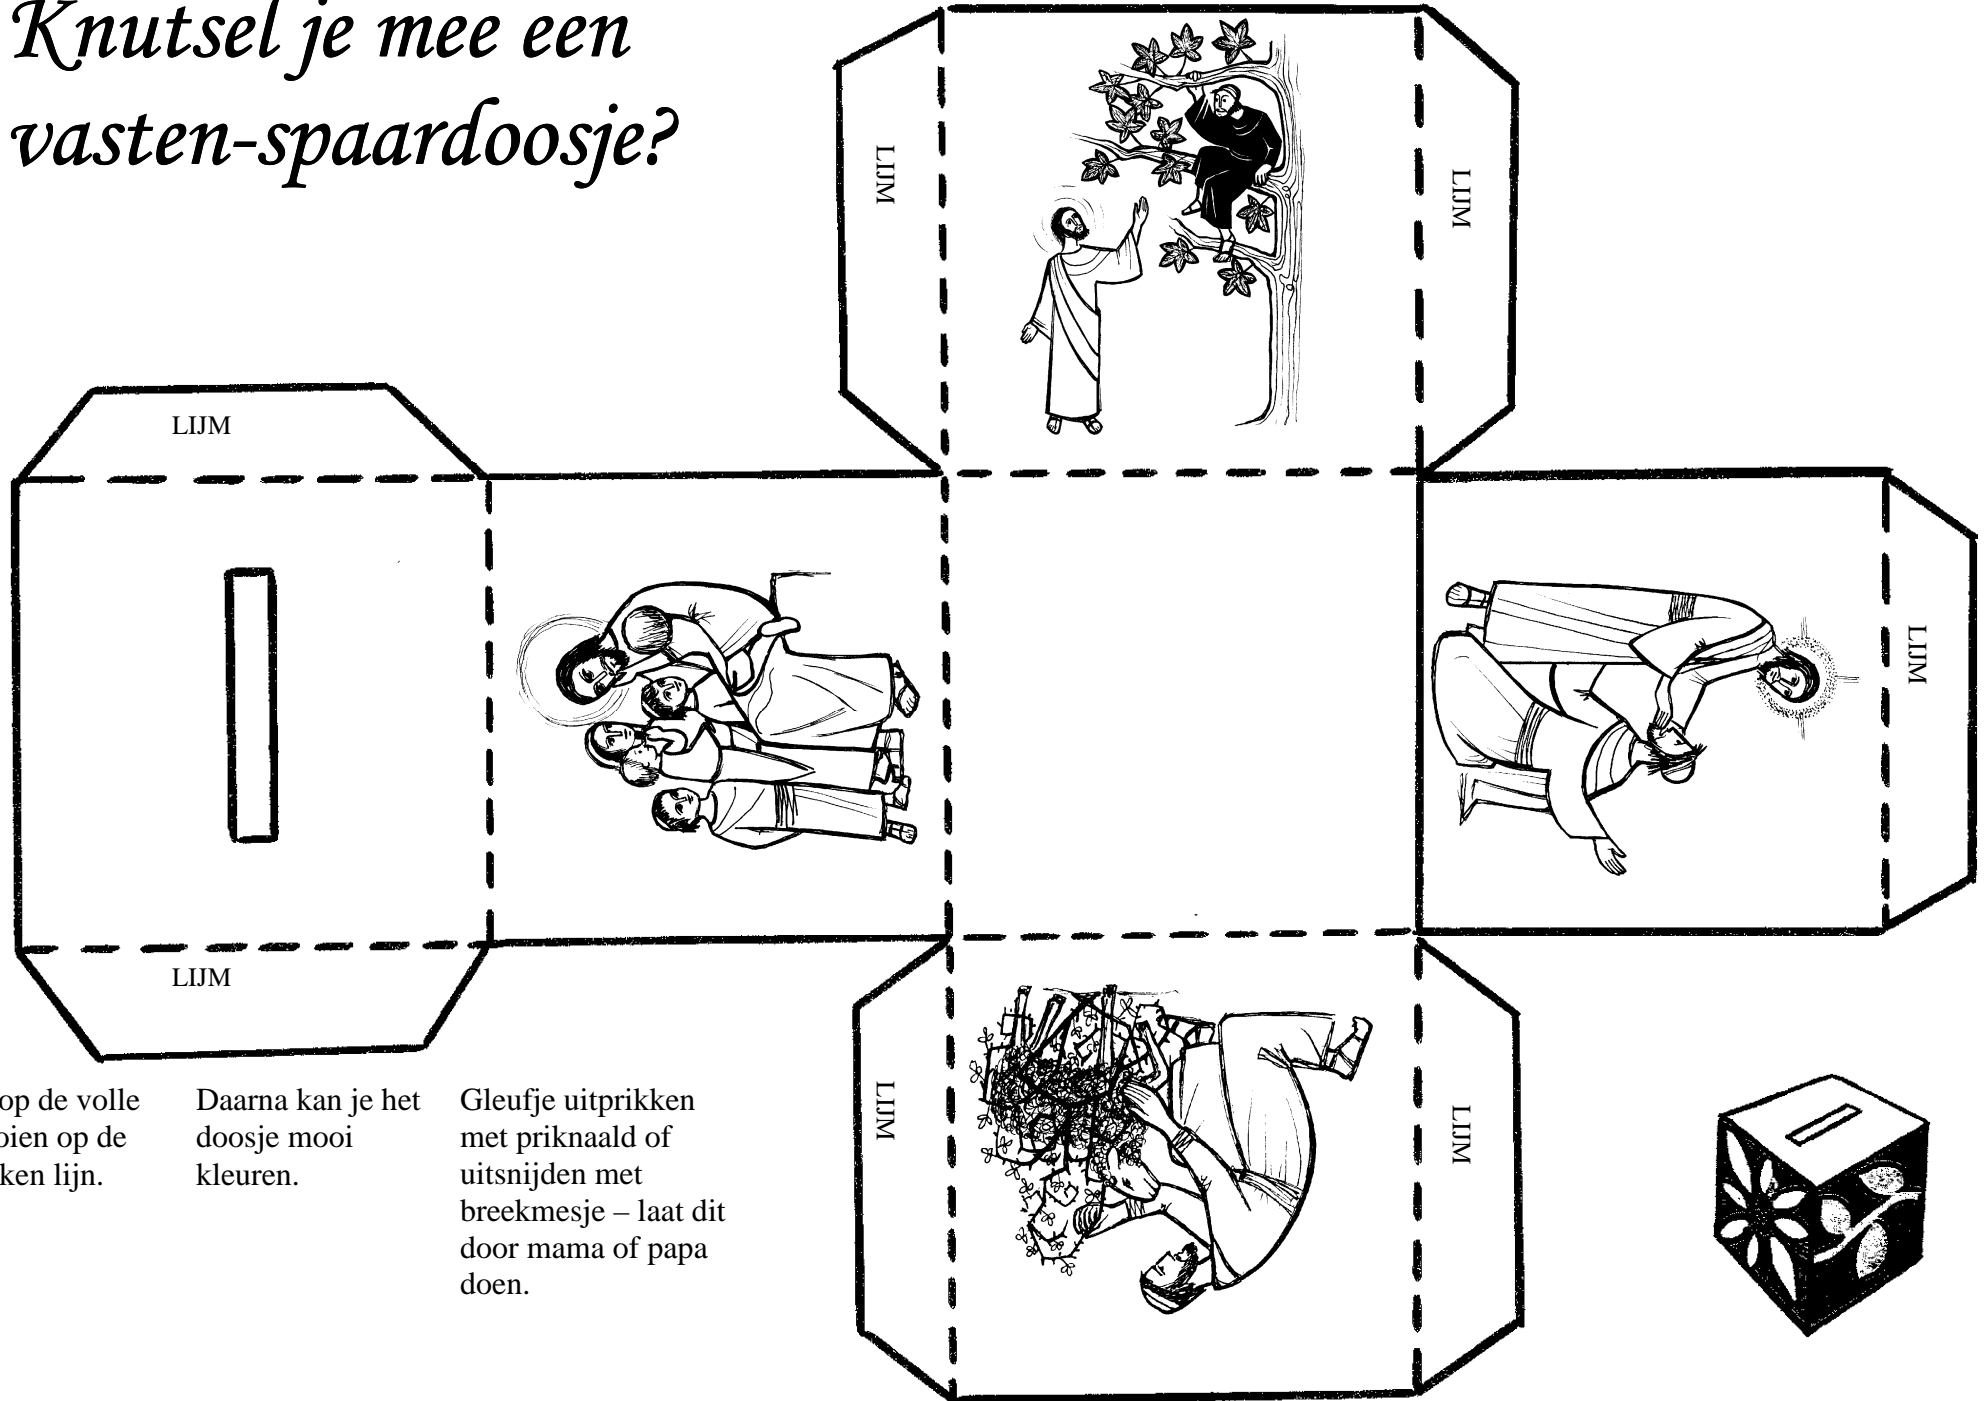 Knutsel je mee een
vasten-spaardoosje?
LIJM
LIJM
LIJM
LIJM
LIJM
op de volle
op de
lijn.
Daarna kan je het
doosje mooi
kleuren.
Gleufje uitprikken
met priknaald of
uitsnijden met
breekmesje – laat dit
door mama of papa
doen.
LIJM
LIJM